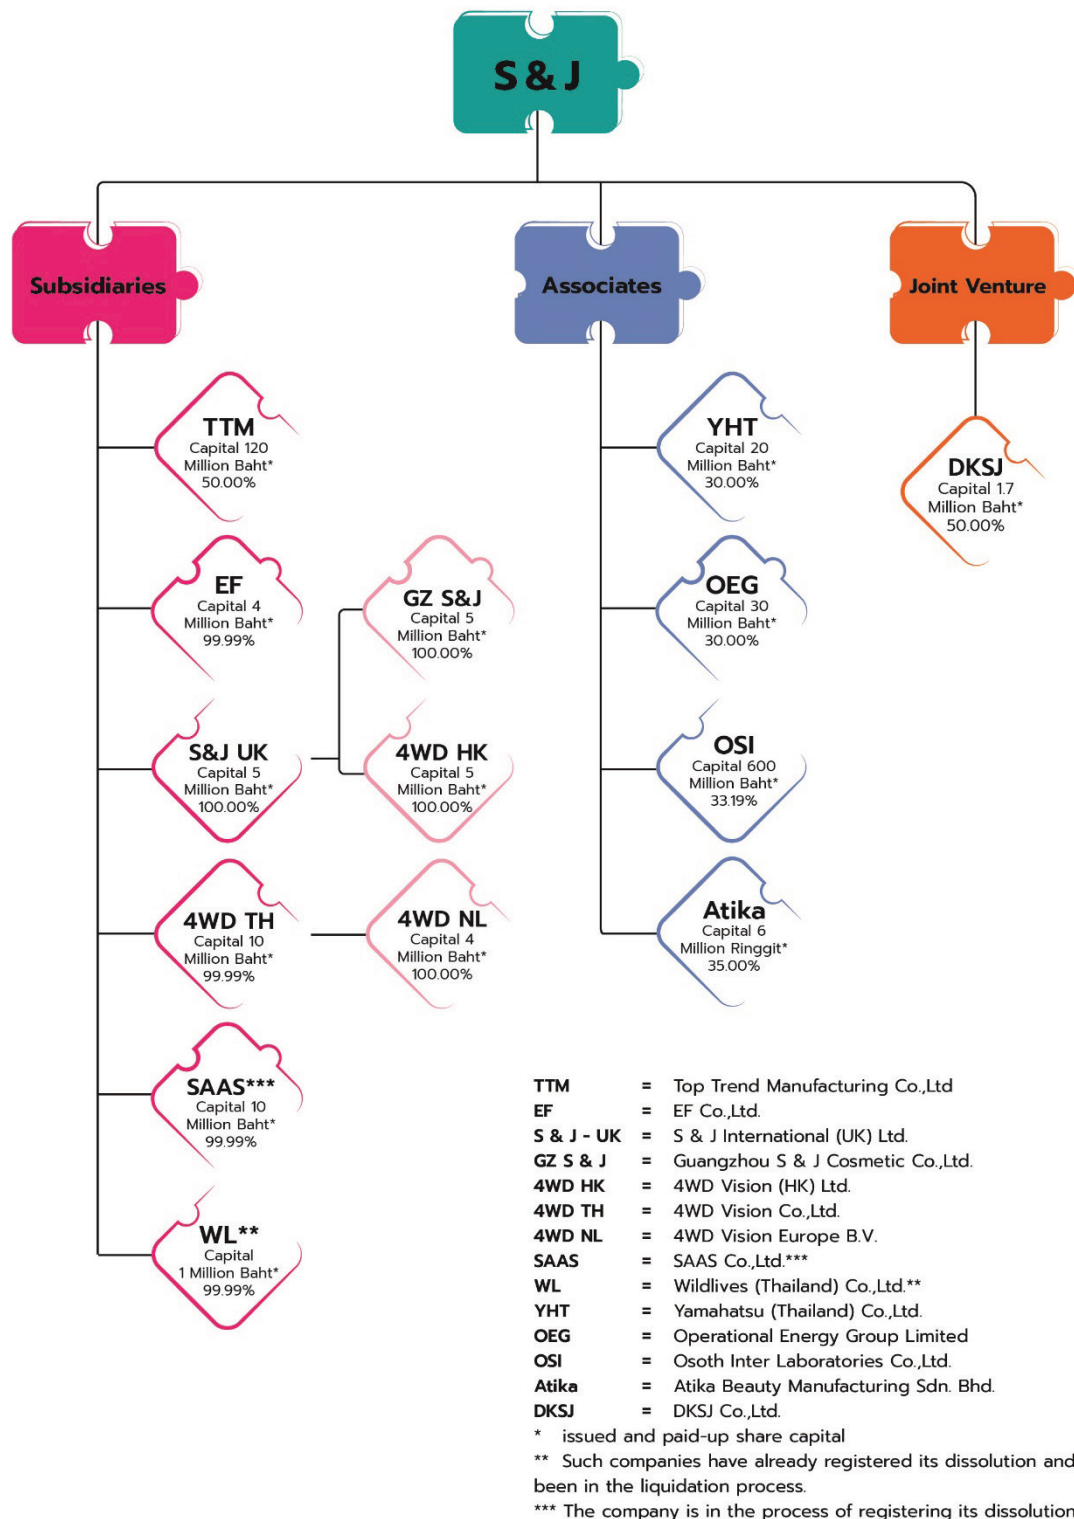 S & J
Subsidiaries
Associates
Joint Venture
TTM
Capital 120
Million Baht*
50.00%
EF
Capital 4
Million Baht*
99.99%
S&J UK
Capital 5
Million Baht*
100.00%
GZ S&J
Capital 5
Million Baht*
100.00%
4WD HK
Capital 5
Million Baht*
100.00%
4WD TH
Capital 10
Million Baht*
99.99%
4WD NL
Capital 4
Million Baht*
100.00%
SAAS***
Capital 10
Million Baht*
99.99%
WL**
Capital
1 Million Baht*
99.99%
YHT
Capital 20
Million Baht*
30.00%
OEG
Capital 30
Million Baht*
30.00%
OSI
Capital 600
Million Baht*
33.19%
Atika
Capital 6
Million Ringgit*
35.00%
DKSJ
Capital 1.7
Million Baht*
50.00%
TTM = Top Trend Manufacturing Co.,Ltd
EF = EF Co.,Ltd.
S & J - UK = S & J International (UK) Ltd.
GZ S & J = Guangzhou S & J Cosmetic Co.,Ltd.
4WD HK = 4WD Vision (HK) Ltd.
4WD TH = 4WD Vision Co.,Ltd.
4WD NL = 4WD Vision Europe B.V.
SAAS = SAAS Co.,Ltd.***
WL = Wildlives (Thailand) Co.,Ltd.**
YHT = Yamahatsu (Thailand) Co.,Ltd.
OEG = Operational Energy Group Limited
OSI = Osoth Inter Laboratories Co.,Ltd.
Atika = Atika Beauty Manufacturing Sdn. Bhd.
DKSJ = DKSJ Co.,Ltd.
* issued and paid-up share capital
** Such companies have already registered its dissolution and
been in the liquidation process.
*** The company is in the process of registering its dissolution